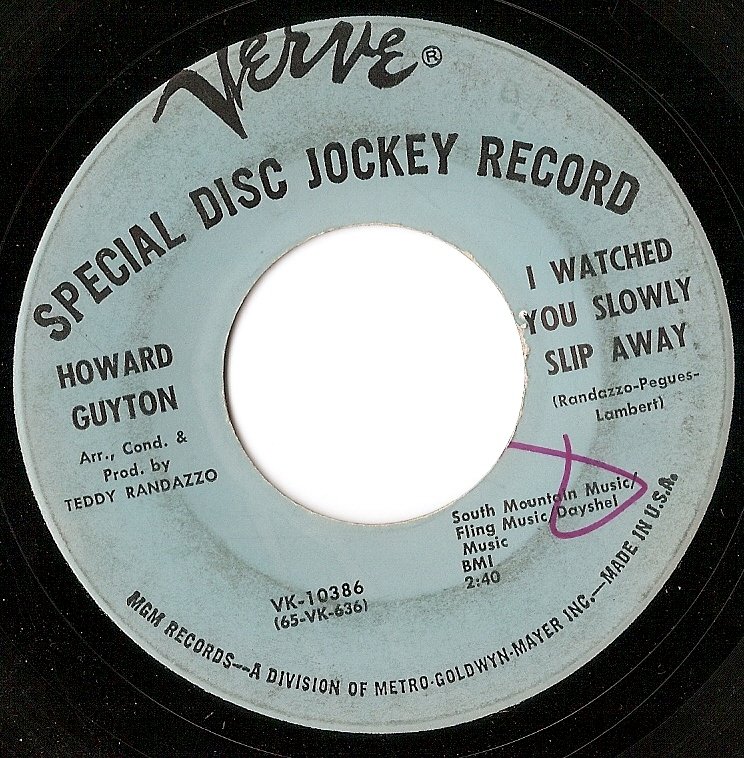 Verve®
SPECIAL DISC JOCKEY RECORD
HOWARD
GUYTON
Arr., Cond. &
Prod. by
TEDDY RANDAZZO
I WATCHED
YOU SLOWLY
SLIP AWAY
(Randazzo-Pegues-
Lambert)
South Mountain Music/
Fling Music/Dayshel
Music
BMI
2:40
VK-10386
(65-VK-636)
MGM RECORDS—A DIVISION OF METRO-GOLDWYN-MAYER INC.—MADE IN U.S.A.